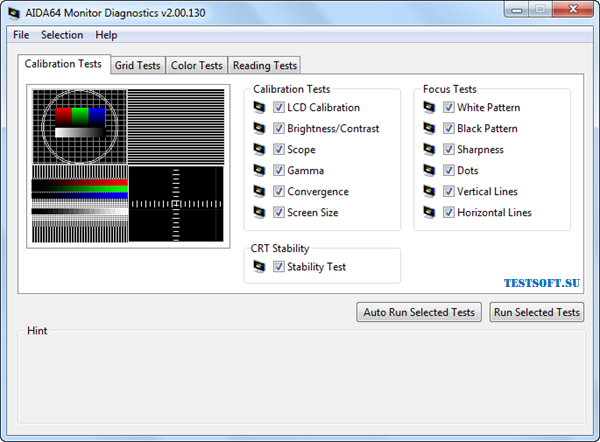 AIDA64 Monitor Diagnostics v2.00.130
File Selection Help
Calibration Tests Grid Tests Color Tests Reading Tests
Calibration Tests
LCD Calibration
Brightness/Contrast
Scope
Gamma
Convergence
Screen Size
Focus Tests
White Pattern
Black Pattern
Sharpness
Dots
Vertical Lines
Horizontal Lines
CRT Stability
Stability Test
TESTSOFT.SU
Auto Run Selected Tests Run Selected Tests
Hint